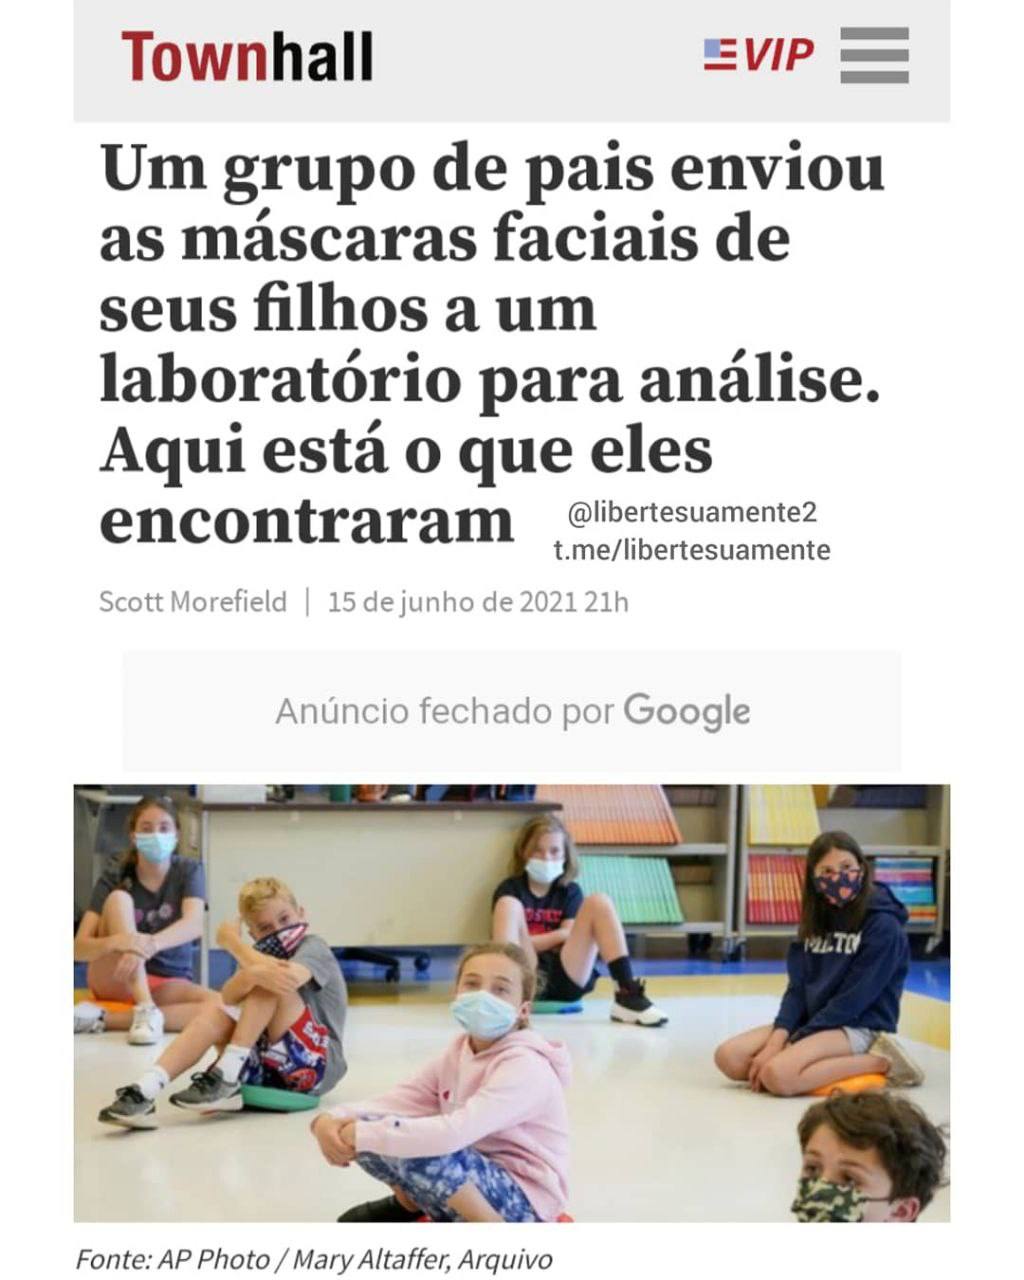 Townhall
VIP
Um grupo de pais enviou
as máscaras faciais de
seus filhos a um
laboratório para análise.
Aqui está o que eles
encontraram
@libertesuamente2
t.me/libertesuamente
Scott Morefield | 15 de junho de 2021 21h
Anúncio fechado por Google
Fonte: AP Photo / Mary Altaffer, Arquivo